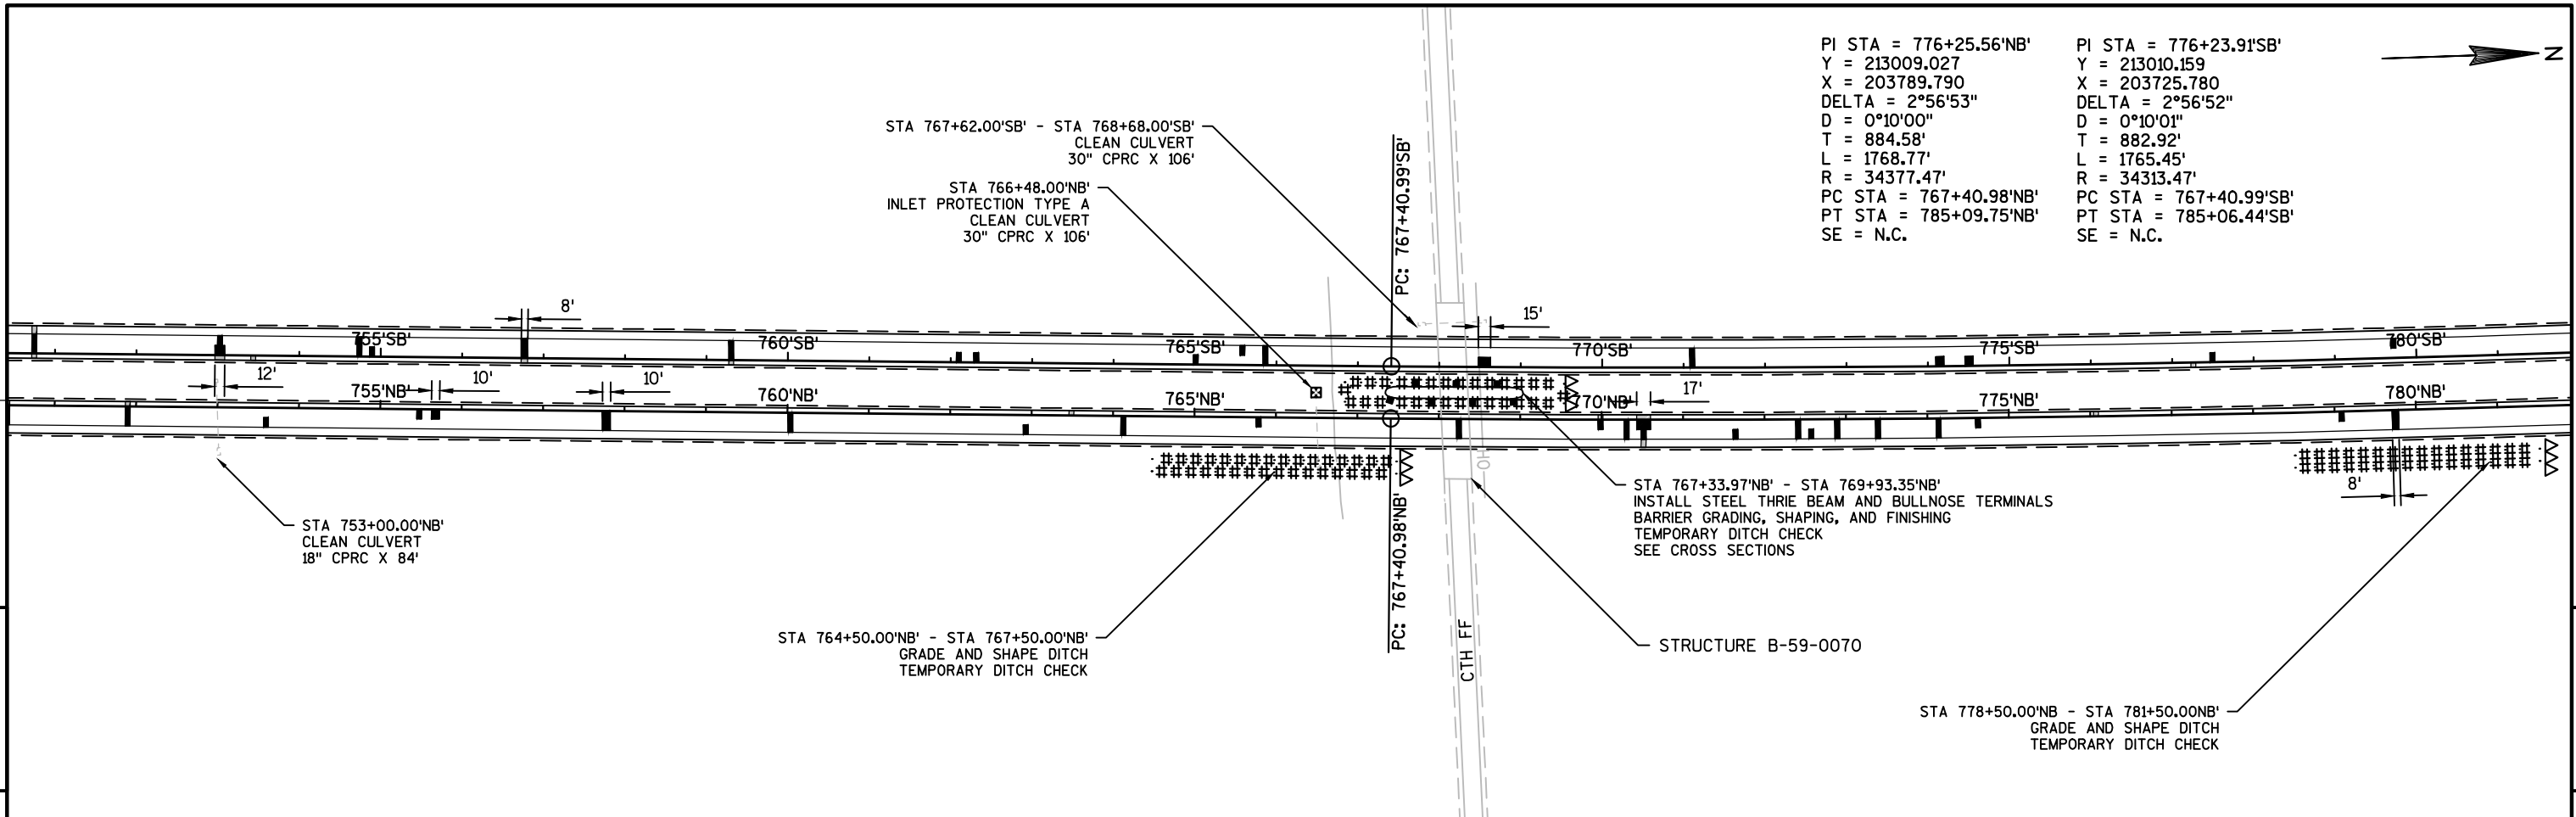 PI STA = 776+25.56'NB'
Y = 213009.027
X = 203789.790
DELTA = 2°56'53"
D = 0°10'00"
T = 884.58'
L = 1768.77'
R = 34377.47'
PC STA = 767+40.98'NB'
PT STA = 785+09.75'NB'
SE = N.C.
PI STA = 776+23.91'SB'
Y = 213010.159
X = 203725.780
DELTA = 2°56'52"
D = 0°10'01"
T = 882.92'
L = 1765.45'
R = 34313.47'
PC STA = 767+40.99'SB'
PT STA = 785+06.44'SB'
SE = N.C.
N
STA 767+62.00'SB' - STA 768+68.00'SB'
CLEAN CULVERT
30" CPRC X 106'
STA 766+48.00'NB'
INLET PROTECTION TYPE A
CLEAN CULVERT
30" CPRC X 106'
PC: 767+40.99'SB'
8'
15'
755'SB'
760'SB'
765'SB'
770'SB'
775'SB'
780'SB'
12'
10'
10'
17'
755'NB'
760'NB'
765'NB'
770'NB'
775'NB'
780'NB'
OH
8'
STA 753+00.00'NB'
CLEAN CULVERT
18" CPRC X 84'
STA 767+33.97'NB' - STA 769+93.35'NB'
INSTALL STEEL THRIE BEAM AND BULLNOSE TERMINALS
BARRIER GRADING, SHAPING, AND FINISHING
TEMPORARY DITCH CHECK
SEE CROSS SECTIONS
PC: 767+40.98'NB'
CTH FF
STA 764+50.00'NB' - STA 767+50.00'NB'
GRADE AND SHAPE DITCH
TEMPORARY DITCH CHECK
STRUCTURE B-59-0070
STA 778+50.00'NB - STA 781+50.00NB'
GRADE AND SHAPE DITCH
TEMPORARY DITCH CHECK